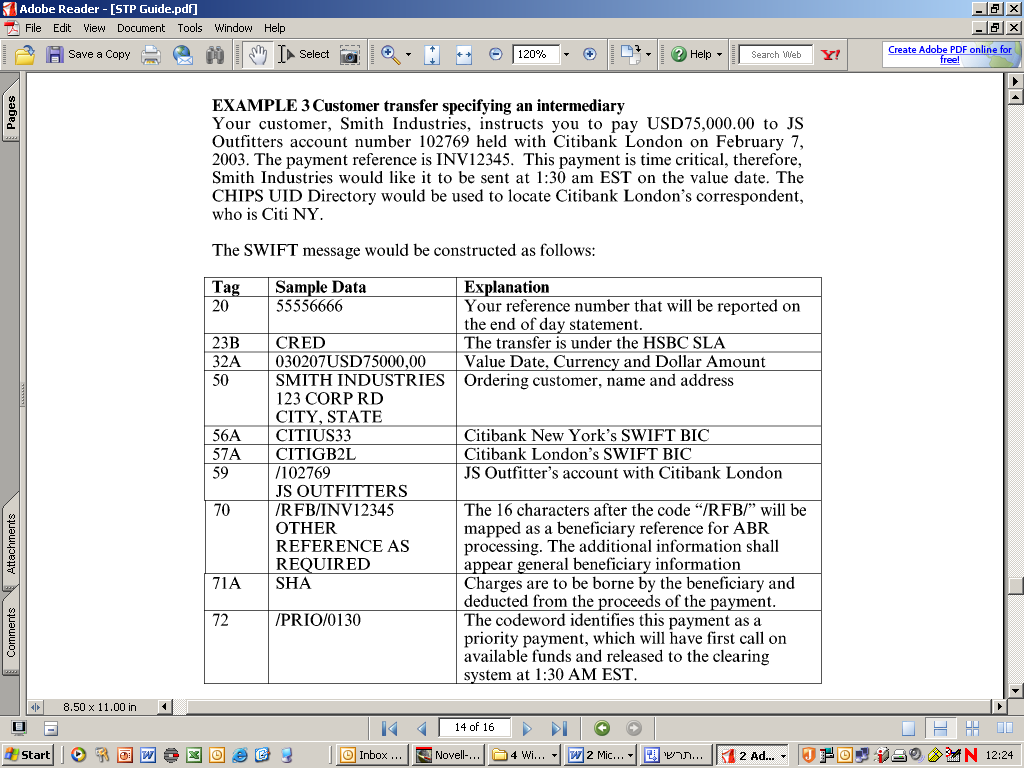 Adobe Reader - [STP Guide.pdf]
File Edit View Document Tools Window Help
Save a Copy Select 120% Help Search Web Y! Create Adobe PDF online for free!
Pages
Attachments
Comments
EXAMPLE 3 Customer transfer specifying an intermediary
Your customer, Smith Industries, instructs you to pay USD75,000.00 to JS
Outfitters account number 102769 held with Citibank London on February 7,
2003. The payment reference is INV12345. This payment is time critical, therefore,
Smith Industries would like it to be sent at 1:30 am EST on the value date. The
CHIPS UID Directory would be used to locate Citibank London's correspondent,
who is Citi NY.
The SWIFT message would be constructed as follows:
Tag Sample Data Explanation
20 55556666 Your reference number that will be reported on
the end of day statement.
23B CRED The transfer is under the HSBC SLA
32A 030207USD75000,00 Value Date, Currency and Dollar Amount
50 SMITH INDUSTRIES Ordering customer, name and address
123 CORP RD
CITY, STATE
56A CITIUS33 Citibank New York's SWIFT BIC
57A CITIGB2L Citibank London's SWIFT BIC
59 /102769 JS Outfitter's account with Citibank London
JS OUTFITTERS
70 /RFB/INV12345 The 16 characters after the code “/RFB/” will be
OTHER mapped as a beneficiary reference for ABR
REFERENCE AS processing. The additional information shall
REQUIRED appear general beneficiary information
71A SHA Charges are to be borne by the beneficiary and
deducted from the proceeds of the payment.
72 /PRIO/0130 The codeword identifies this payment as a
priority payment, which will have first call on
available funds and released to the clearing
system at 1:30 AM EST.
8.50 x 11.00 in
14 of 16
Start Inbox ... Novell-... 4 Wi... 2 Mic... 2 Ad... 12:24